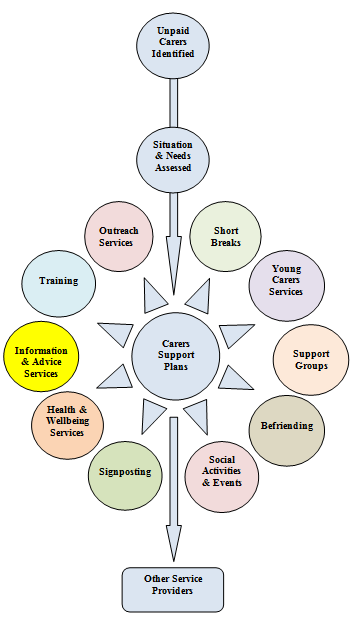 Unpaid
Carers
Identified
Situation
& Needs
Assessed
Outreach
Services
Short
Breaks
Training
Young
Carers
Services
Information
& Advice
Services
Carers
Support
Plans
Support
Groups
Health &
Wellbeing
Services
Befriending
Signposting
Social
Activities
& Events
Other Service
Providers